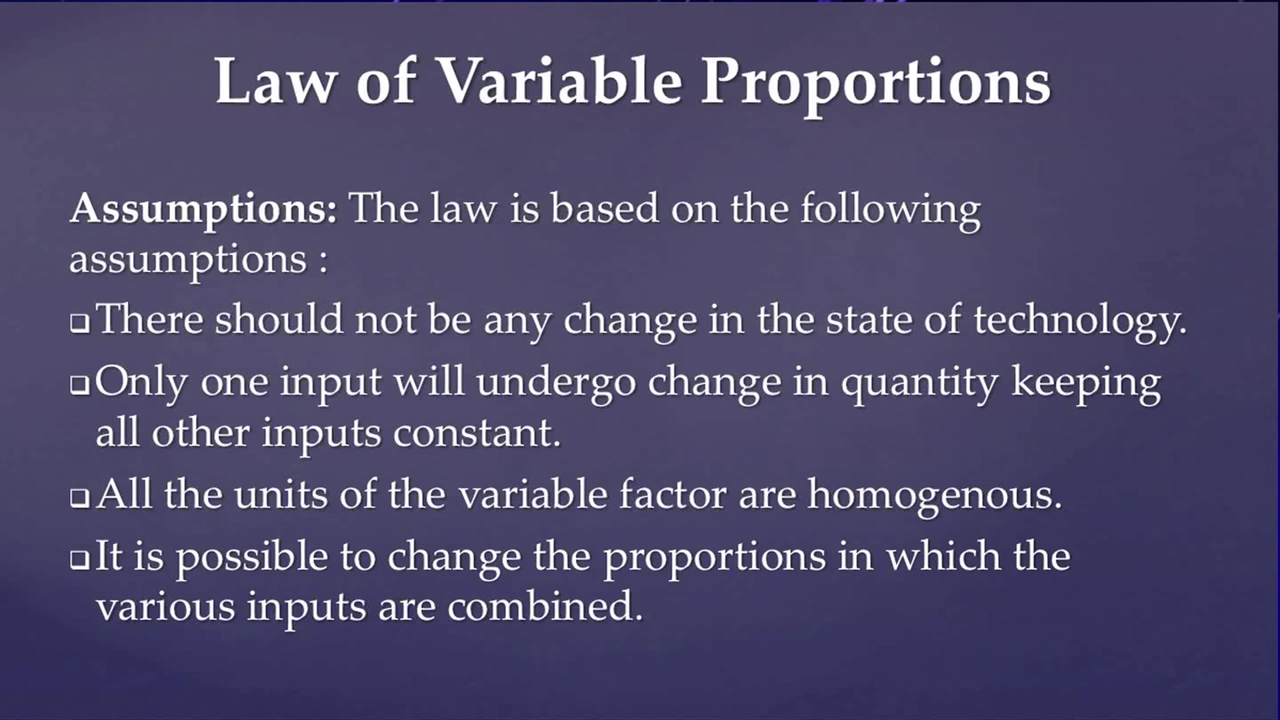 Law of Variable Proportions
Assumptions: The law is based on the following
assumptions :
❑There should not be any change in the state of technology.
❑Only one input will undergo change in quantity keeping
all other inputs constant.
❑All the units of the variable factor are homogenous.
❑It is possible to change the proportions in which the
various inputs are combined.